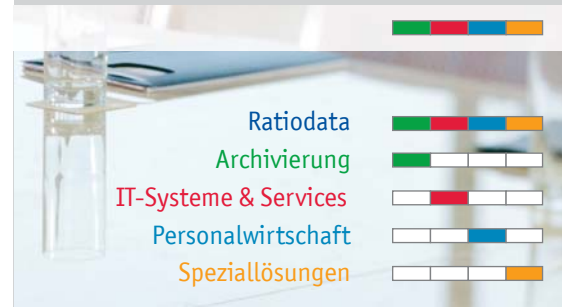 Ratiodata
Archivierung
IT-Systeme & Services
Personalwirtschaft
Speziallösungen